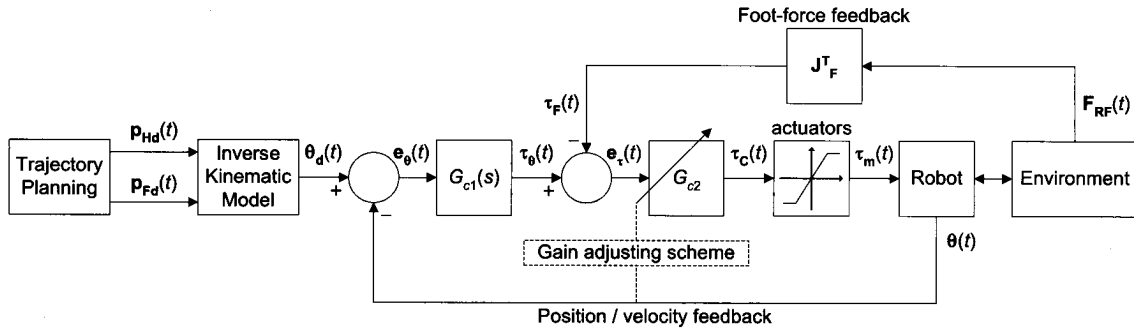 Foot-force feedback
J^T_F
τ_F(t)
F_RF(t)
−
actuators
Trajectory
Planning
p_Hd(t)
p_Fd(t)
Inverse
Kinematic
Model
θ_d(t)
+
−
e_θ(t)
G_c1(s)
τ_θ(t)
+
e_τ(t)
G_c2
τ_C(t)
τ_m(t)
Robot
Environment
θ(t)
Gain adjusting scheme
Position / velocity feedback